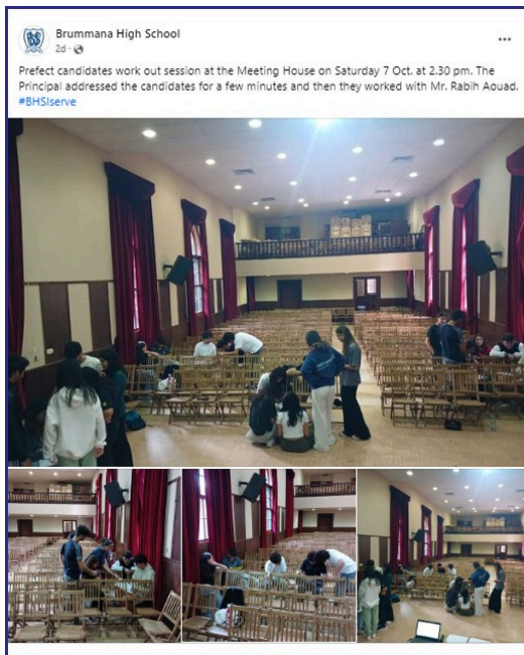 Brummana High School
2d ·
Prefect candidates work out session at the Meeting House on Saturday 7 Oct. at 2.30 pm. The
Principal addressed the candidates for a few minutes and then they worked with Mr. Rabih Aouad.
#BHSIserve